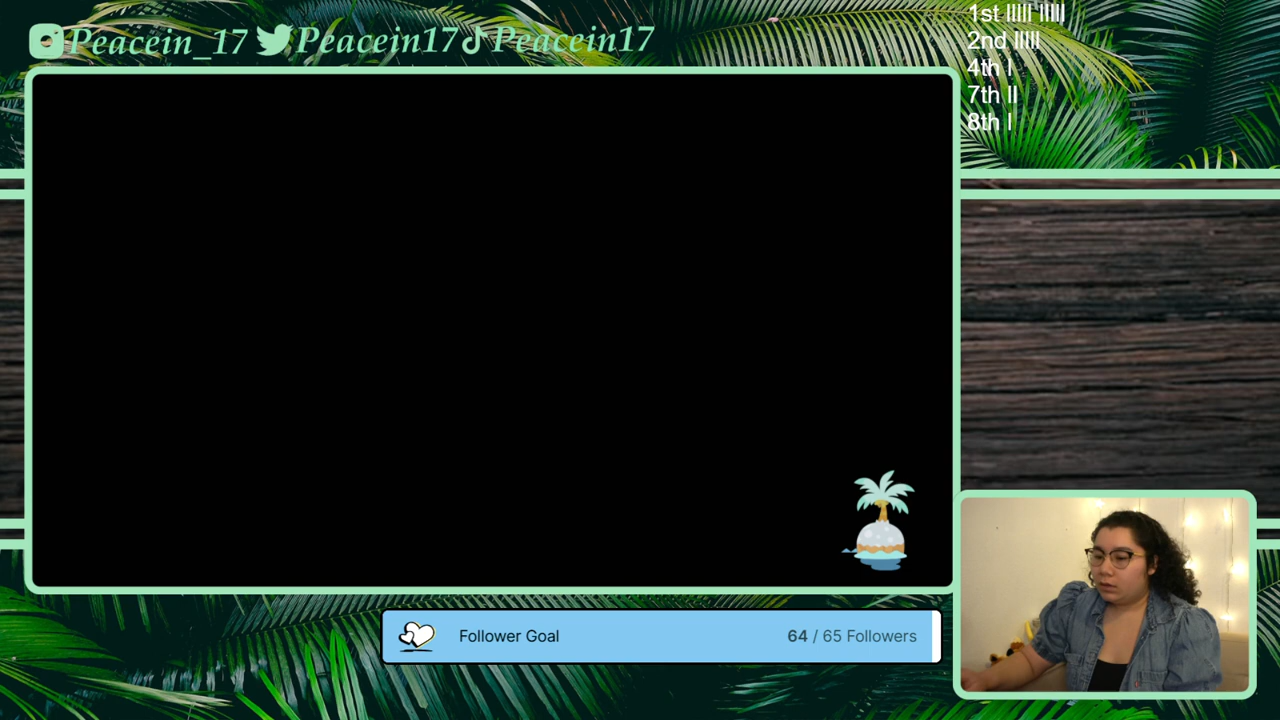 Peacein_17 Peacein17 Peacein17
1st IIIII IIIII
2nd IIIII
4th I
7th II
8th I
Follower Goal 64 / 65 Followers